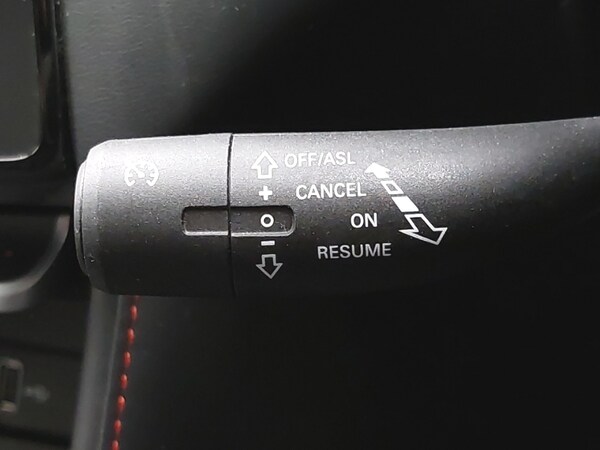 OFF/ASL
+ CANCEL
O ON
– RESUME